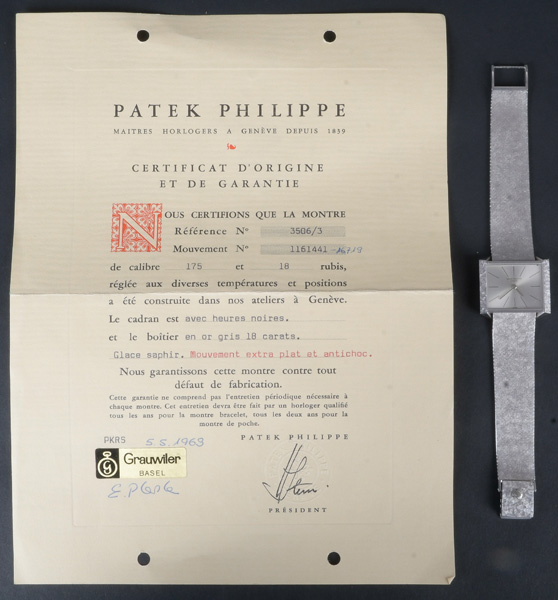 PATEK PHILIPPE
MAITRES HORLOGERS A GENÈVE DEPUIS 1839
CERTIFICAT D'ORIGINE
ET DE GARANTIE
NOUS CERTIFIONS QUE LA MONTRE
Référence Nº 3506/3
Mouvement Nº 1161441
de calibre 175 et 18 rubis,
réglée aux diverses températures et positions
a été construite dans nos ateliers à Genève.
Le cadran est avec heures noires.
et le boîtier en or gris 18 carats.
Glace saphir. Mouvement extra plat et antichoc.
Nous garantissons cette montre contre tout
défaut de fabrication.
Cette garantie ne comprend pas l'entretien périodique nécessaire à
chaque montre. Cet entretien devra être fait par un horloger qualifié
tous les ans pour la montre bracelet, tous les deux ans pour la
montre de poche.
PKRS 5.5.1969
PATEK PHILIPPE
Grauwiler
BASEL
PRÉSIDENT